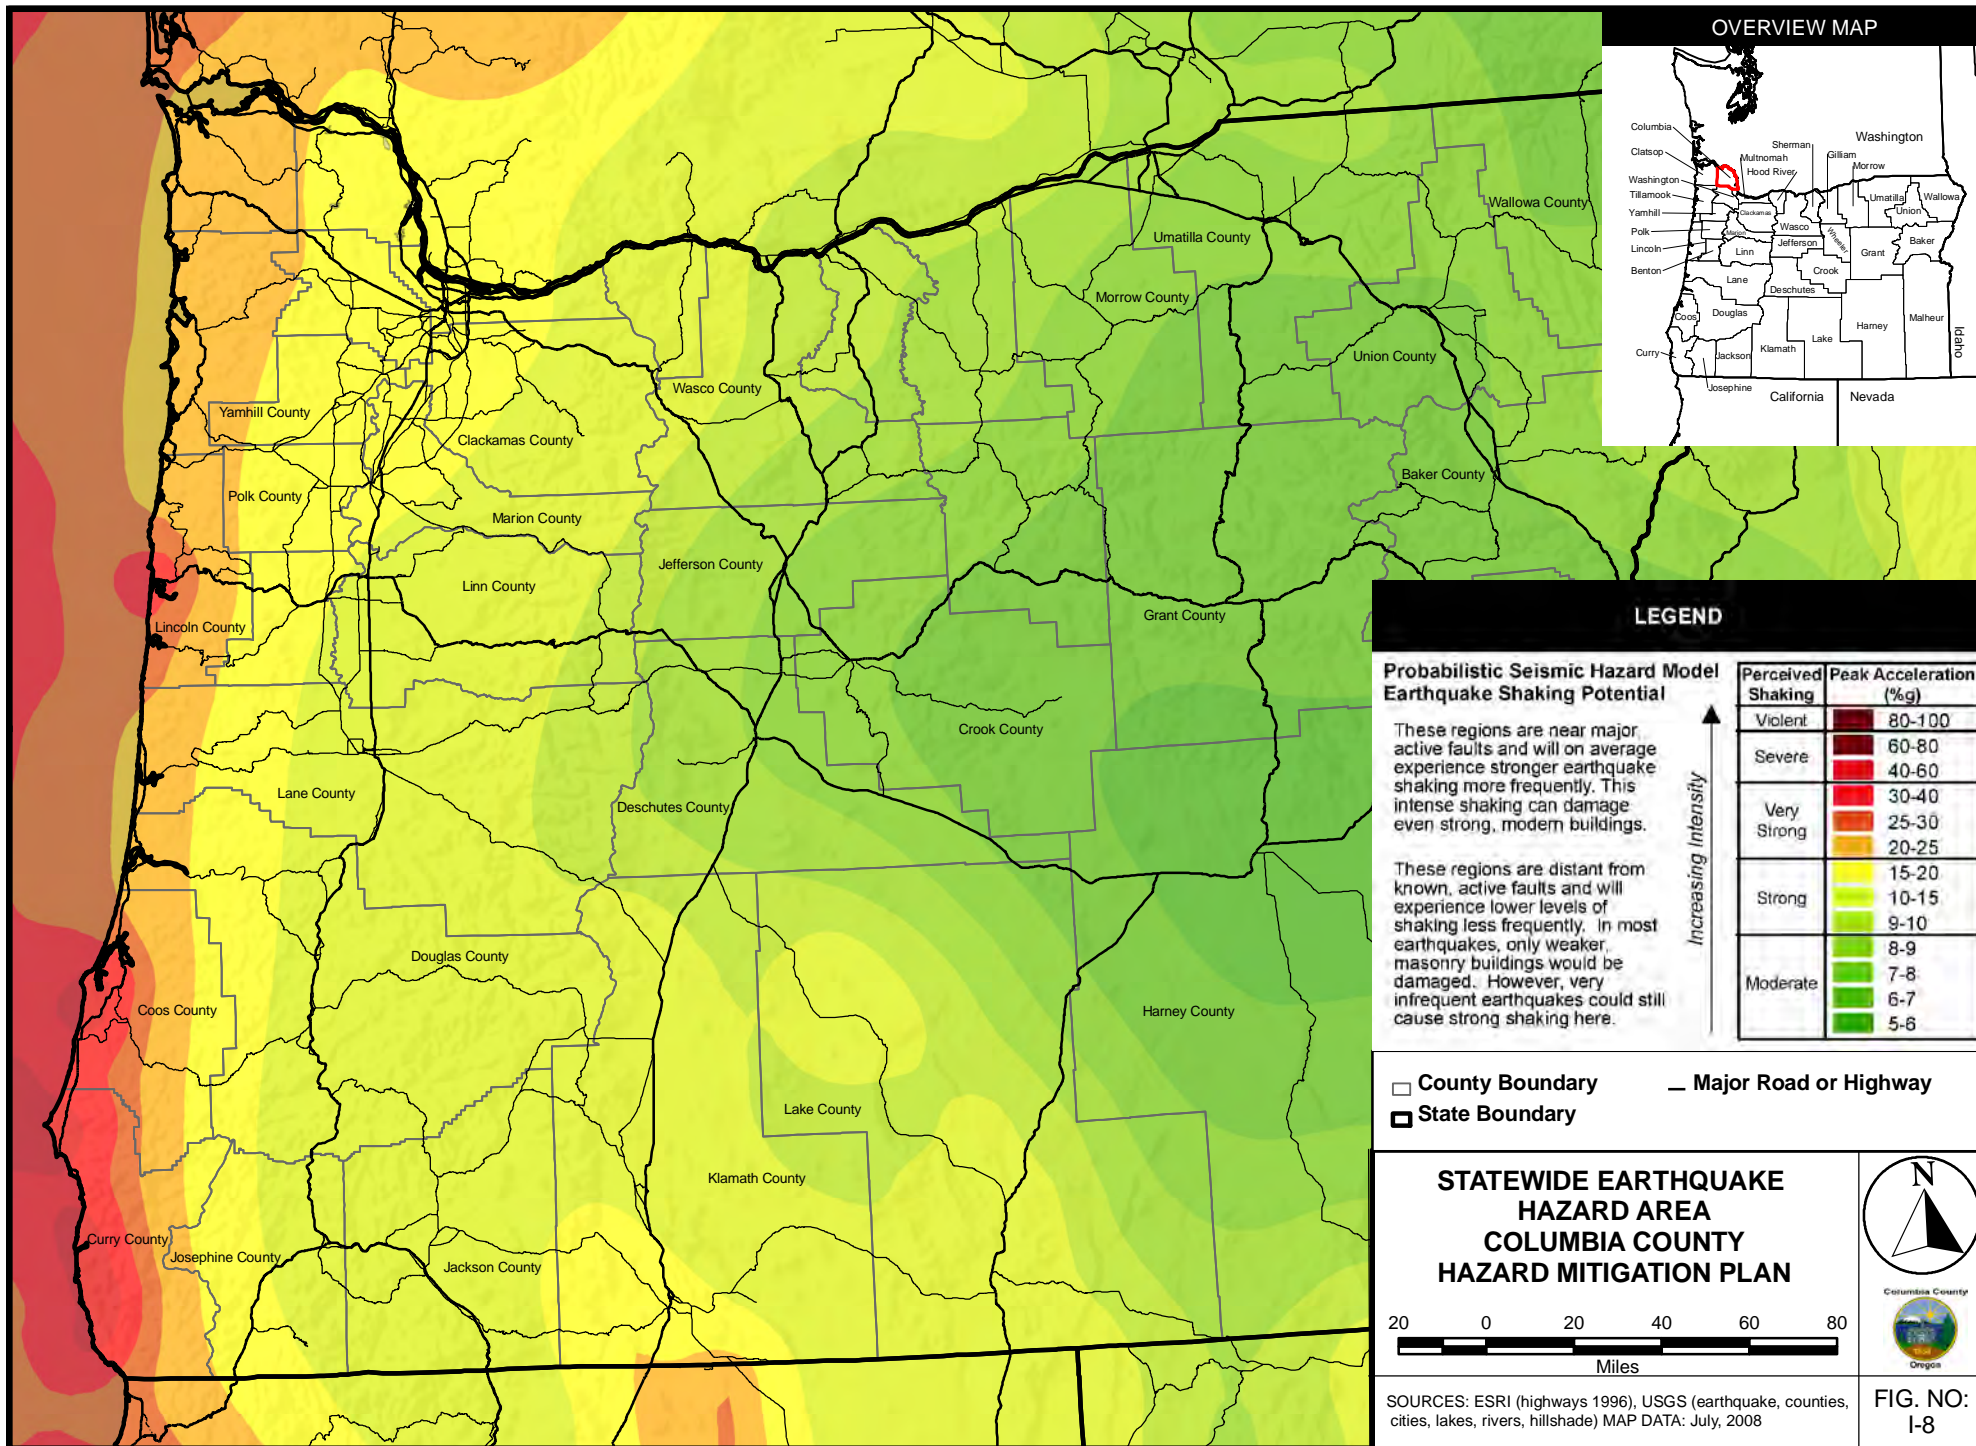 OVERVIEW MAP
Columbia
Clatsop
Washington
Tillamook
Yamhill
Polk
Lincoln
Benton
Multnomah
Hood River
Sherman
Gilliam
Morrow
Washington
Umatilla
Wallowa
Union
Clackamas
Marion
Wasco
Wheeler
Jefferson
Linn
Grant
Baker
Crook
Lane
Deschutes
Coos
Douglas
Malheur
Harney
Lake
Klamath
Curry
Jackson
Josephine
Idaho
California
Nevada
Wallowa County
Umatilla County
Morrow County
Union County
Wasco County
Yamhill County
Clackamas County
Baker County
Polk County
Marion County
Jefferson County
Linn County
Grant County
Lincoln County
Crook County
Lane County
Deschutes County
Douglas County
Coos County
Harney County
Lake County
Klamath County
Curry County
Josephine County
Jackson County
LEGEND
Probabilistic Seismic Hazard Model
Earthquake Shaking Potential
These regions are near major,
active faults and will on average
experience stronger earthquake
shaking more frequently. This
intense shaking can damage
even strong, modern buildings.
These regions are distant from
known, active faults and will
experience lower levels of
shaking less frequently. In most
earthquakes, only weaker,
masonry buildings would be
damaged. However, very
infrequent earthquakes could still
cause strong shaking here.
Increasing Intensity
Perceived Shaking Peak Acceleration (%g)
Violent 80-100
Severe 60-80
40-60
Very Strong 30-40
25-30
20-25
Strong 15-20
10-15
9-10
Moderate 8-9
7-8
6-7
5-6
County Boundary
Major Road or Highway
State Boundary
STATEWIDE EARTHQUAKE
HAZARD AREA
COLUMBIA COUNTY
HAZARD MITIGATION PLAN
20 0 20 40 60 80
Miles
N
Columbia County
Oregon
SOURCES: ESRI (highways 1996), USGS (earthquake, counties,
cities, lakes, rivers, hillshade) MAP DATA: July, 2008
FIG. NO:
I-8